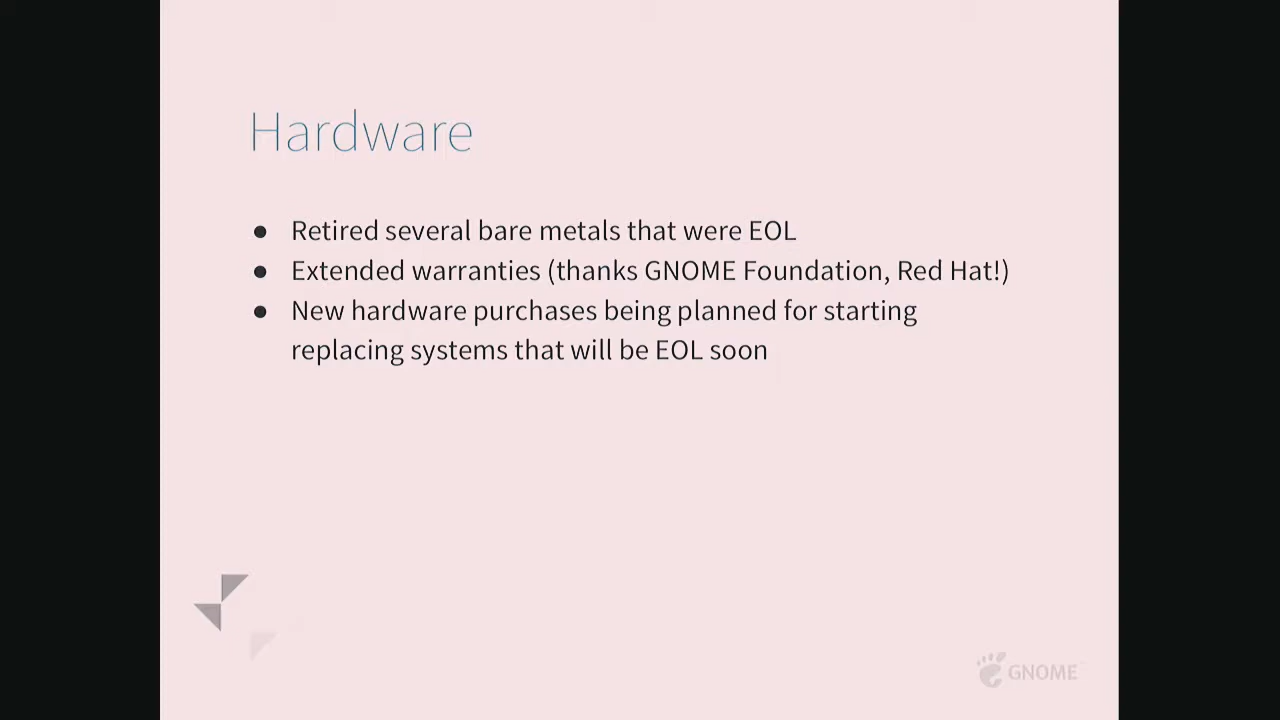 Hardware
● Retired several bare metals that were EOL
● Extended warranties (thanks GNOME Foundation, Red Hat!)
● New hardware purchases being planned for starting
replacing systems that will be EOL soon
GNOME